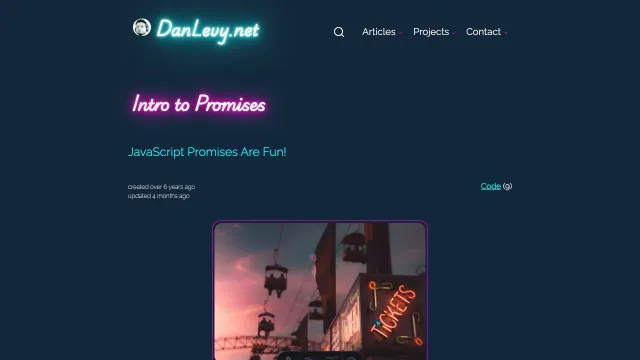 DanLevy.net
Articles
Projects
Contact
Intro to Promises
JavaScript Promises Are Fun!
created over 6 years ago
updated 4 months ago
Code (9)
TICKETS